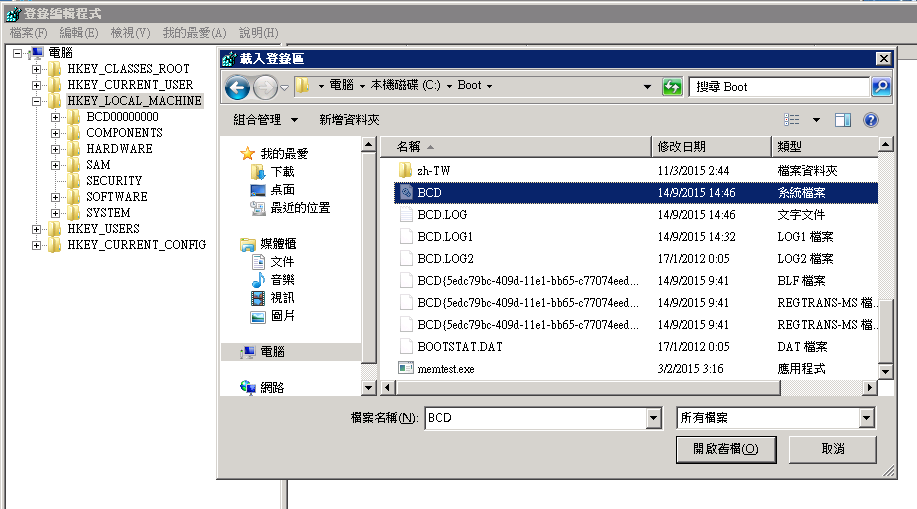 登錄編輯程式
檔案(F) 編輯(E) 檢視(V) 我的最愛(A) 說明(H)
電腦
HKEY_CLASSES_ROOT
HKEY_CURRENT_USER
HKEY_LOCAL_MACHINE
BCD00000000
COMPONENTS
HARDWARE
SAM
SECURITY
SOFTWARE
SYSTEM
HKEY_USERS
HKEY_CURRENT_CONFIG
載入登錄區
電腦 本機磁碟 (C:) Boot
搜尋 Boot
組合管理 新增資料夾
我的最愛
下載
桌面
最近的位置
媒體櫃
文件
音樂
視訊
圖片
電腦
網路
名稱 修改日期 類型
zh-TW 11/3/2015 2:44 檔案資料夾
BCD 14/9/2015 14:46 系統檔案
BCD.LOG 14/9/2015 14:46 文字文件
BCD.LOG1 14/9/2015 14:32 LOG1 檔案
BCD.LOG2 17/1/2012 0:05 LOG2 檔案
BCD{5edc79bc-409d-11e1-bb65-c77074eed... 14/9/2015 9:41 BLF 檔案
BCD{5edc79bc-409d-11e1-bb65-c77074eed... 14/9/2015 9:41 REGTRANS-MS 檔...
BCD{5edc79bc-409d-11e1-bb65-c77074eed... 14/9/2015 9:41 REGTRANS-MS 檔...
BOOTSTAT.DAT 17/1/2012 0:05 DAT 檔案
memtest.exe 3/2/2015 3:16 應用程式
檔案名稱(N): BCD 所有檔案
開啟舊檔(O) 取消